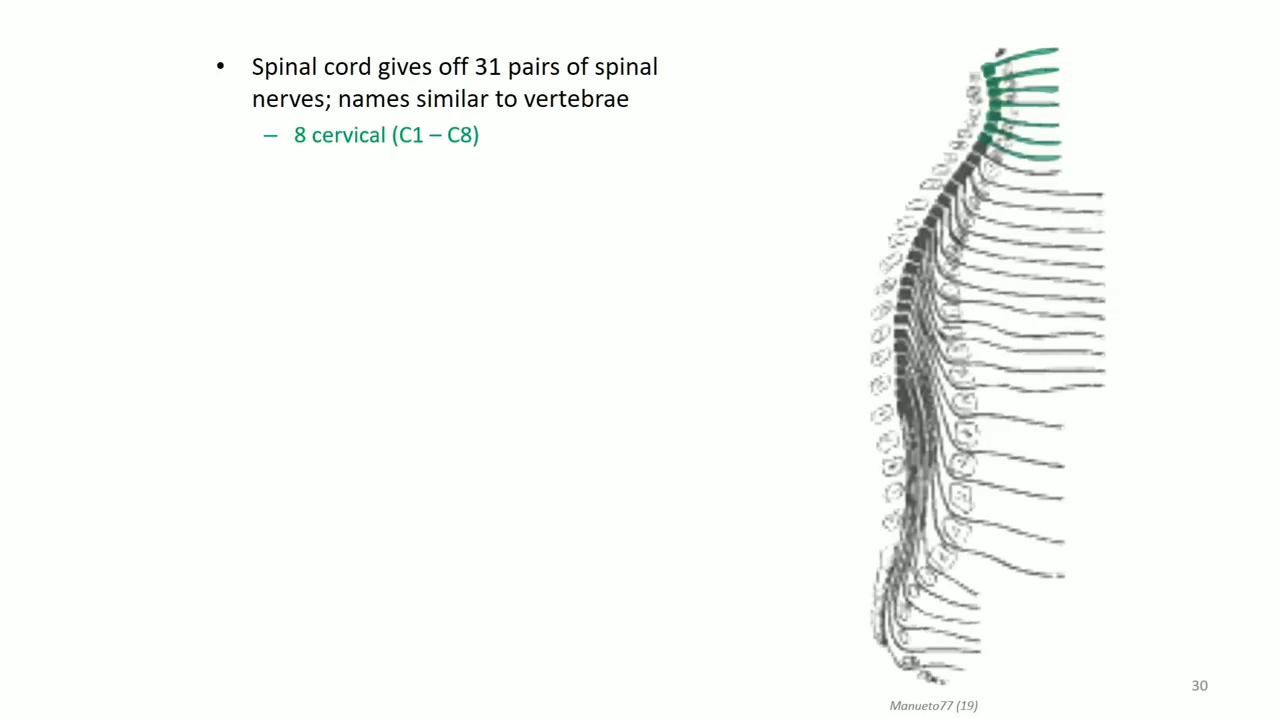 • Spinal cord gives off 31 pairs of spinal
nerves; names similar to vertebrae
– 8 cervical (C1 – C8)
30
Manueto77 (19)